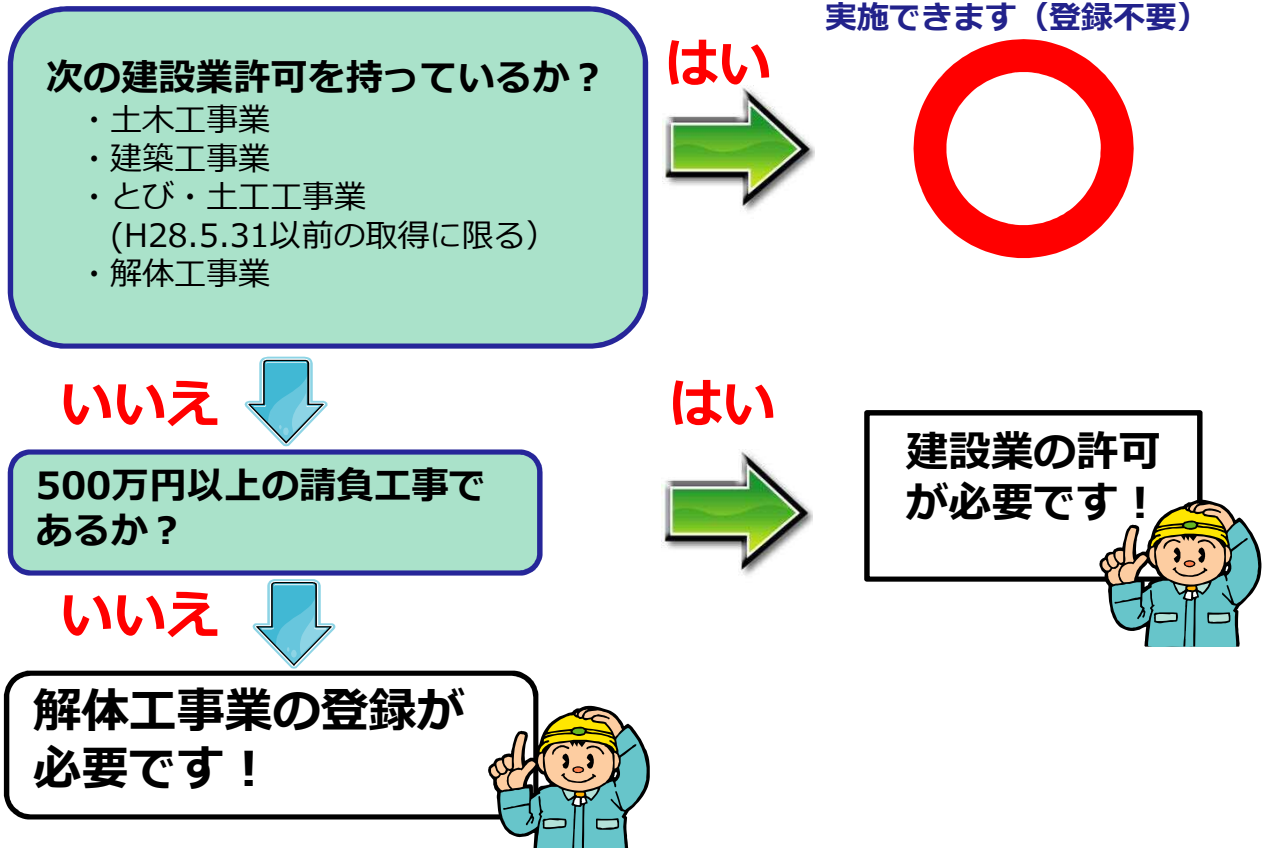 実施できます（登録不要）
次の建設業許可を持っているか？
はい
・土木工事業
・建築工事業
・とび・土工工事業
(H28.5.31以前の取得に限る）
・解体工事業
いいえ
はい
500万円以上の請負工事で
あるか？
建設業の許可
が必要です！
いいえ
解体工事業の登録が
必要です！